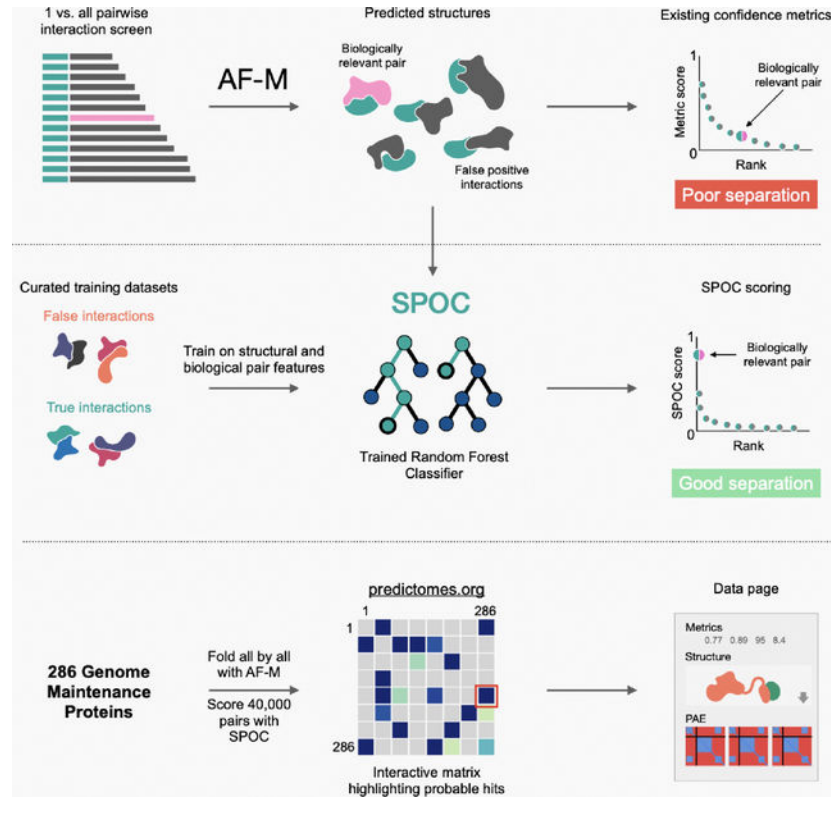 1 vs. all pairwise
interaction screen
AF-M
Predicted structures
Biologically
relevant pair
False positive
interactions
Existing confidence metrics
1
Metric score
0
Biologically
relevant pair
Rank
Poor separation
Curated training datasets
False interactions
True interactions
Train on structural and
biological pair features
SPOC
Trained Random Forest
Classifier
SPOC scoring
1
SPOC score
0
Biologically
relevant pair
Rank
Good separation
286 Genome
Maintenance
Proteins
Fold all by all
with AF-M
Score 40,000
pairs with
SPOC
predictomes.org
1 286
1
286
Interactive matrix
highlighting probable hits
Data page
Metrics
0.77 0.89 95 8.4
Structure
PAE